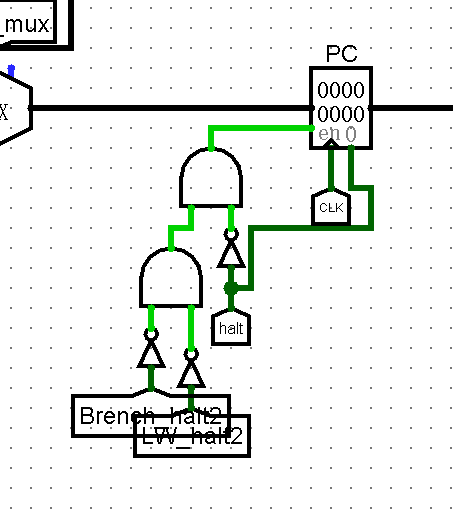 _mux
PC
X
0000
0000
en 0
CLK
halt
Brench_halt2
LW_halt2